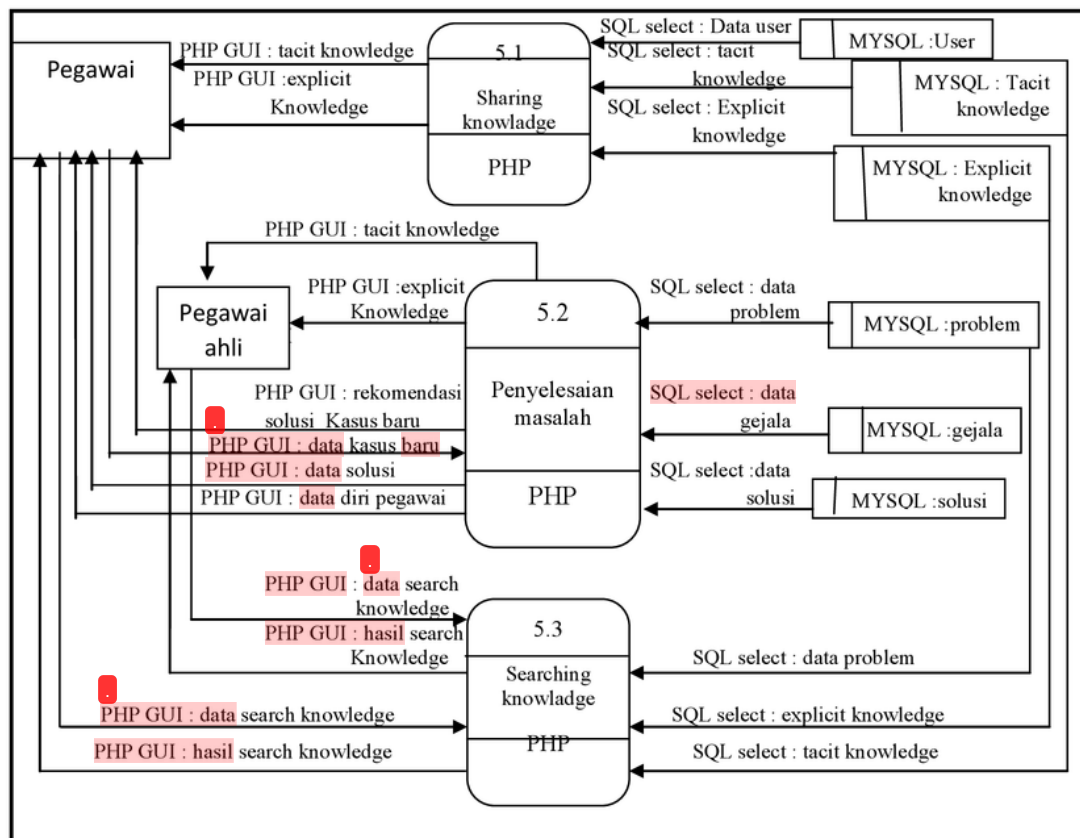 Pegawai
PHP GUI : tacit knowledge
PHP GUI :explicit
Knowledge
5.1
Sharing
knowladge
PHP
SQL select : Data user
SQL select : tacit
knowledge
SQL select : Explicit
knowledge
MYSQL :User
MYSQL : Tacit
knowledge
MYSQL : Explicit
knowledge
PHP GUI : tacit knowledge
Pegawai
ahli
PHP GUI :explicit
Knowledge
5.2
Penyelesaian
masalah
PHP
SQL select : data
problem
MYSQL :problem
PHP GUI : rekomendasi
solusi Kasus baru
PHP GUI : data kasus baru
PHP GUI : data solusi
PHP GUI : data diri pegawai
SQL select : data
gejala
MYSQL :gejala
SQL select :data
solusi
MYSQL :solusi
PHP GUI : data search
knowledge
PHP GUI : hasil search
Knowledge
5.3
Searching
knowladge
PHP
SQL select : data problem
PHP GUI : data search knowledge
SQL select : explicit knowledge
PHP GUI : hasil search knowledge
SQL select : tacit knowledge